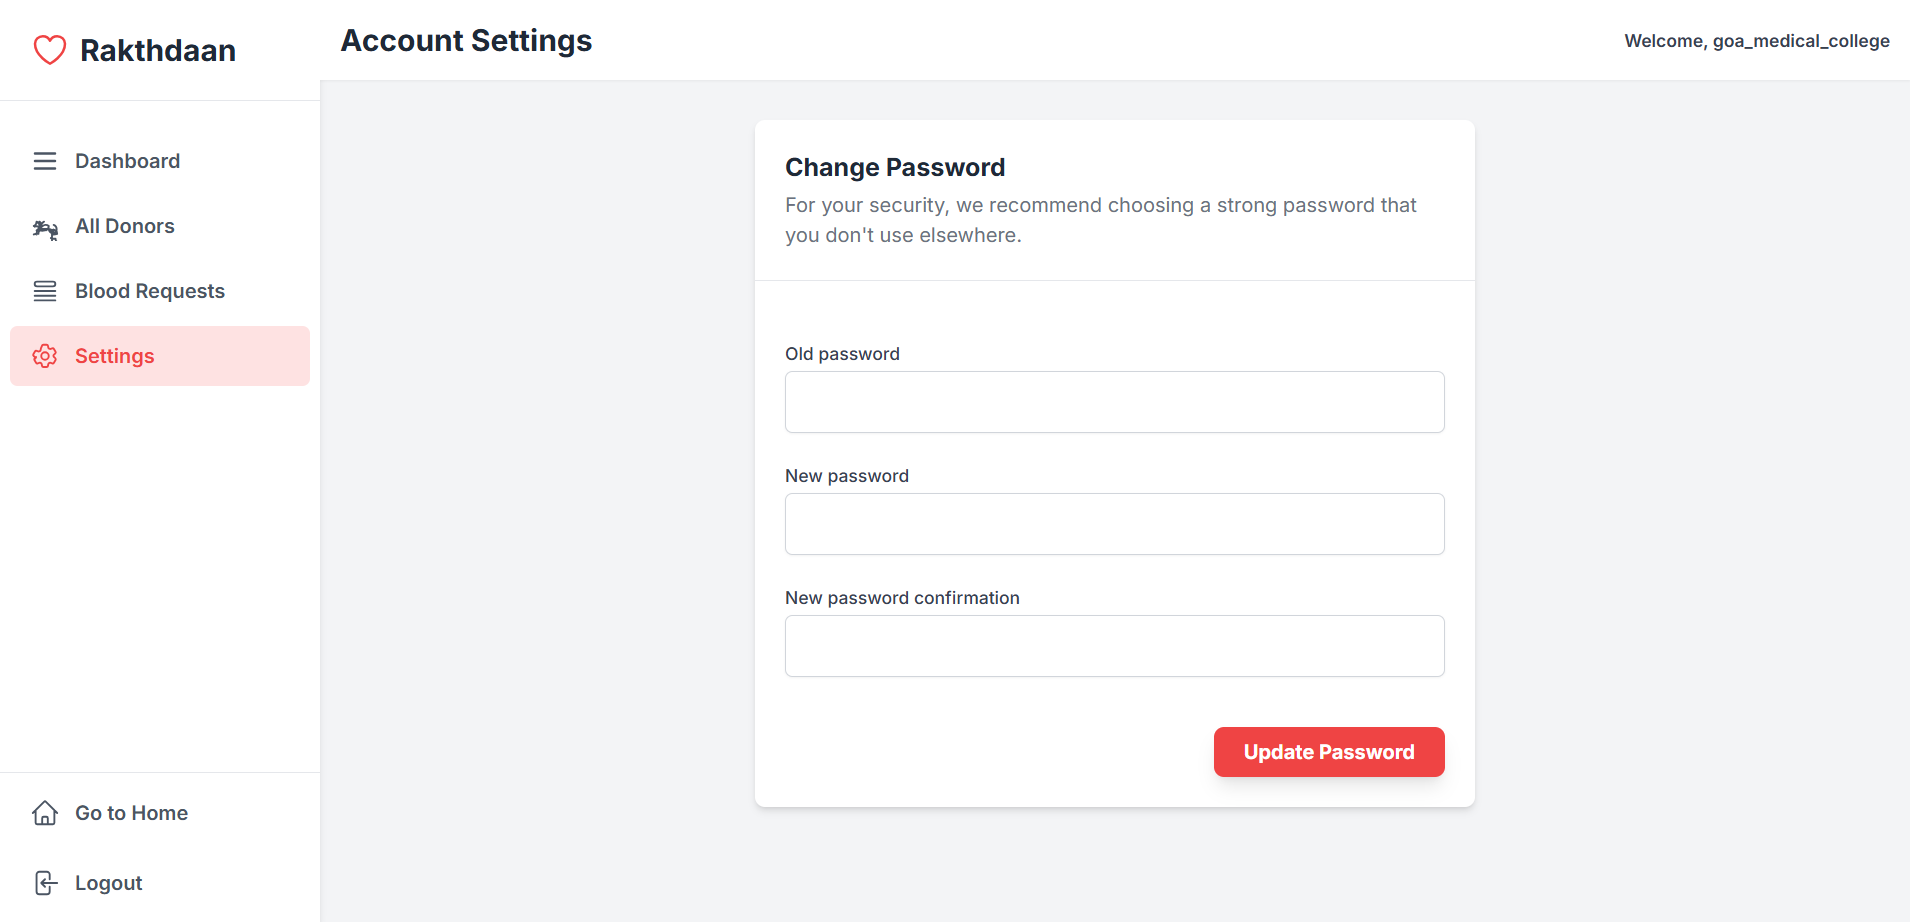 Rakthdaan
Account Settings
Welcome, goa_medical_college
Dashboard
All Donors
Blood Requests
Settings
Change Password
For your security, we recommend choosing a strong password that
you don't use elsewhere.
Old password
New password
New password confirmation
Update Password
Go to Home
Logout